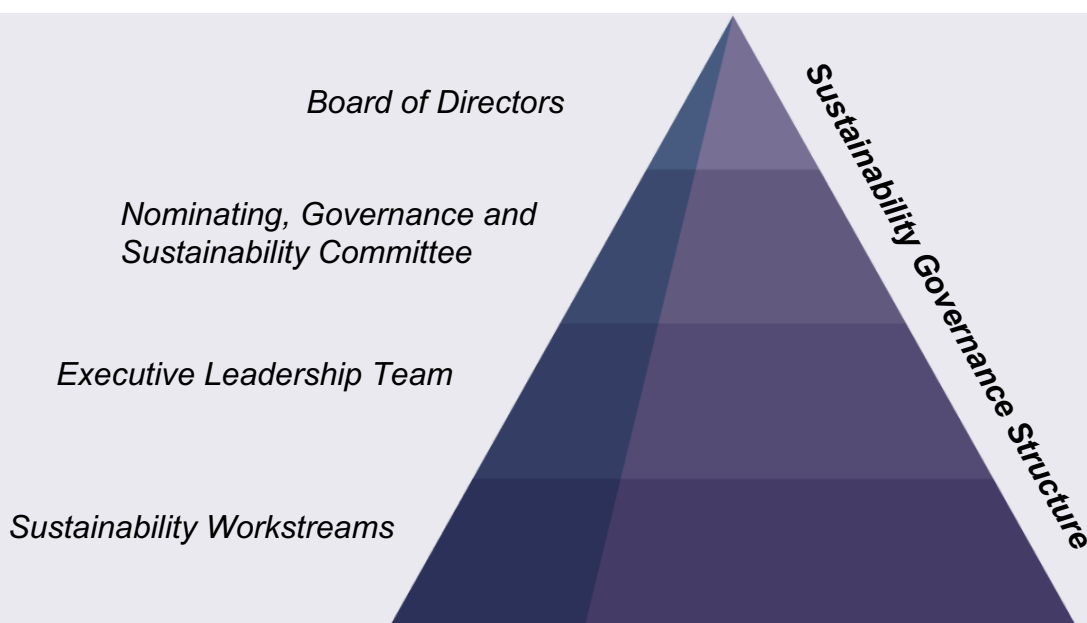 Board of Directors
Sustainability Governance Structure
Nominating, Governance and
Sustainability Committee
Executive Leadership Team
Sustainability Workstreams